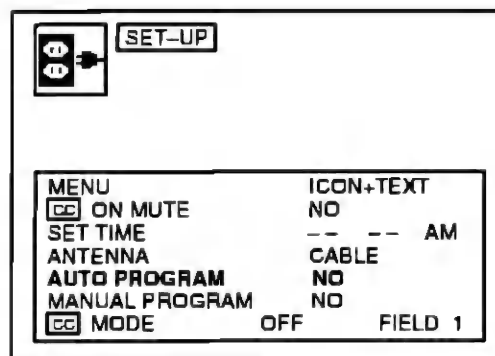 SET-UP
MENU ICON+TEXT
CC ON MUTE NO
SET TIME -- -- AM
ANTENNA CABLE
AUTO PROGRAM NO
MANUAL PROGRAM NO
CC MODE OFF FIELD 1